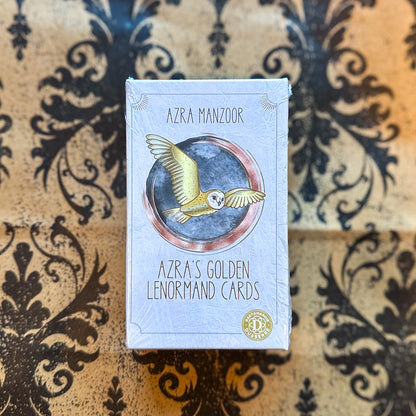 AZRA MANZOOR
AZRA'S GOLDEN
LENORMAND CARDS
D